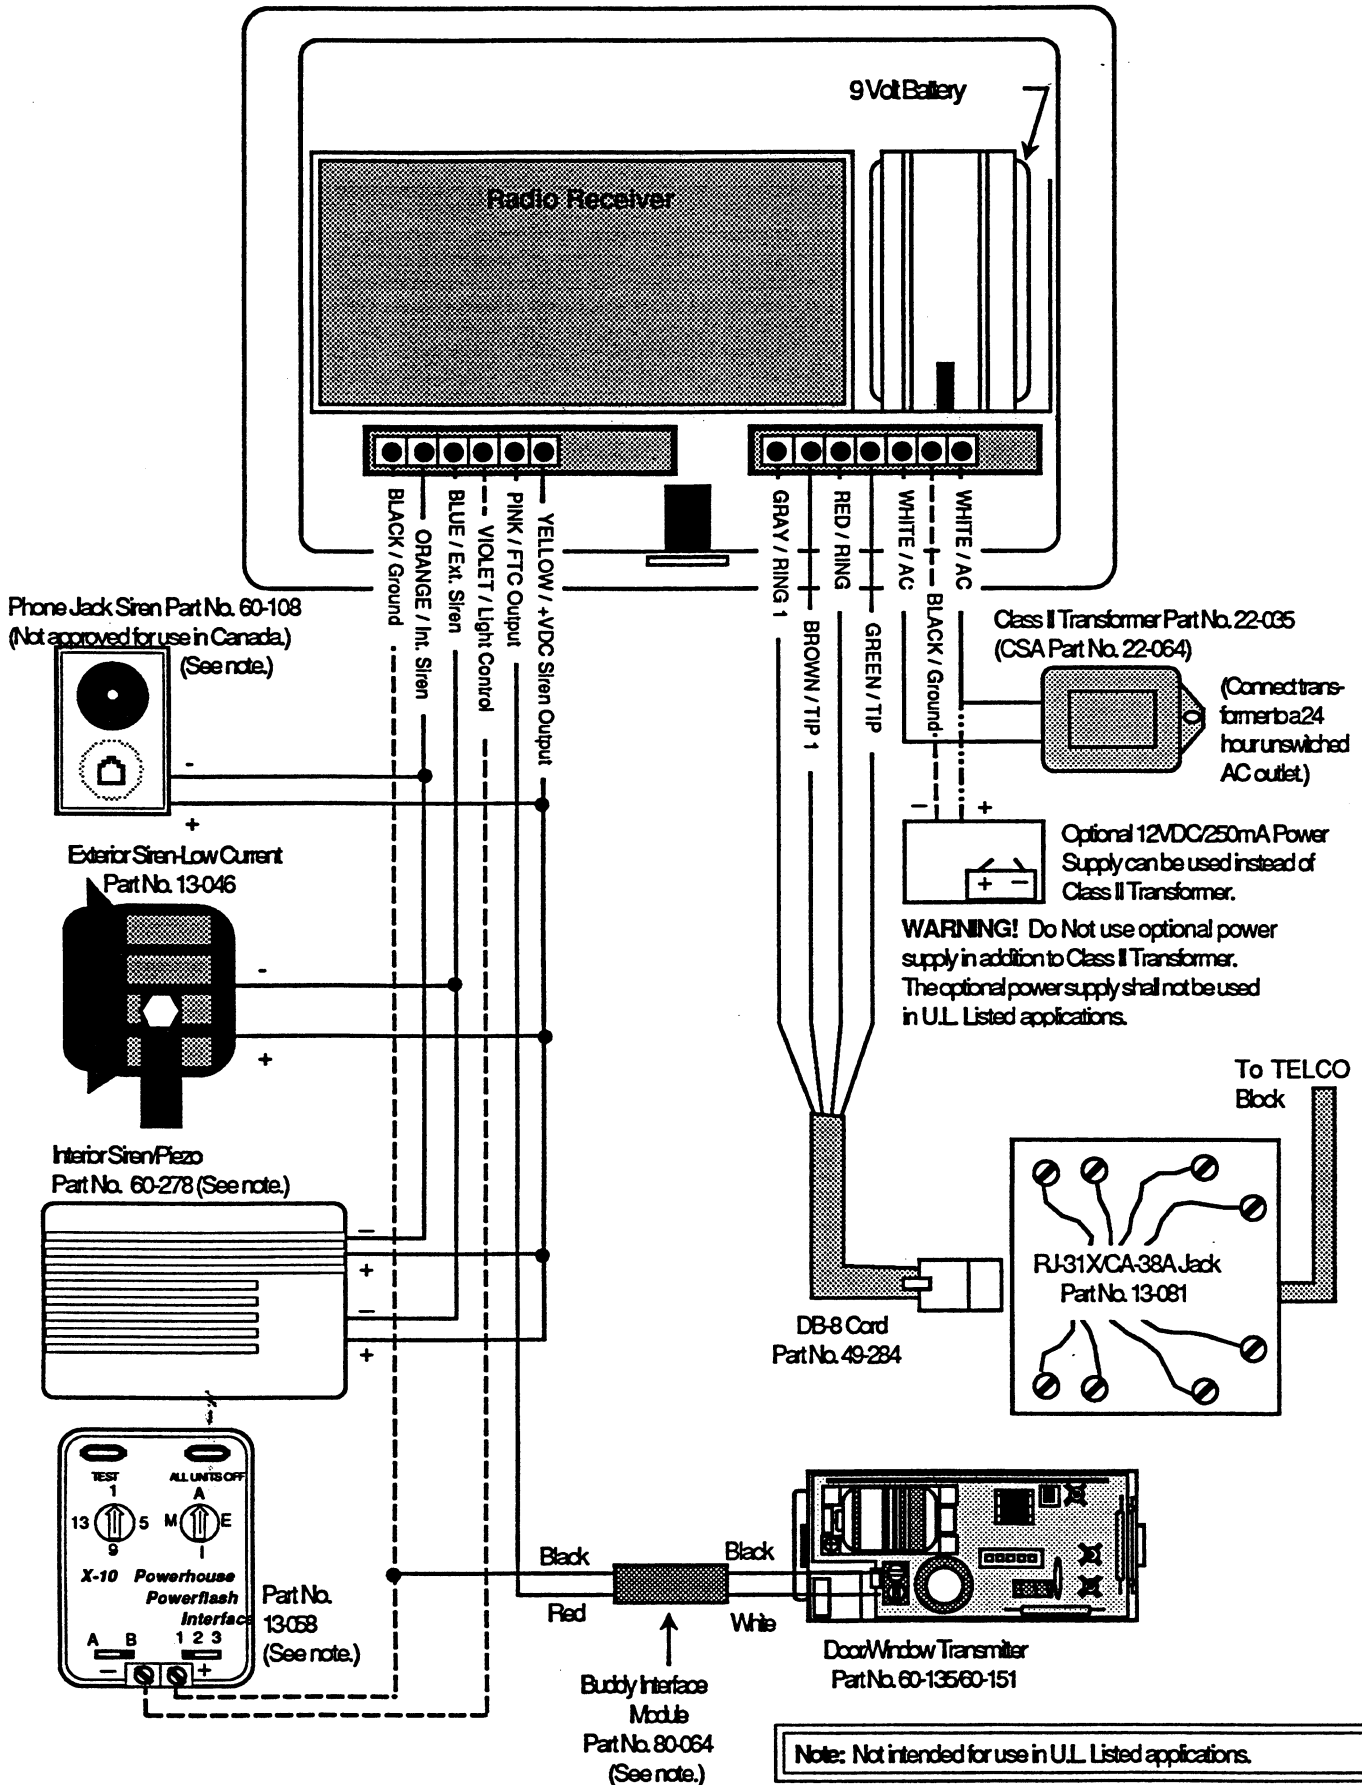 9 Volt Battery
Radio Receiver
BLACK / Ground
ORANGE / Int. Siren
BLUE / Ext. Siren
VIOLET / Light Control
PINK / FTC Output
YELLOW / +VDC Siren Output
GRAY / RING 1
BROWN / TIP 1
RED / RING
GREEN / TIP
WHITE / AC
BLACK / Ground
WHITE / AC
Phone Jack Siren Part No. 60-108
(Not approved for use in Canada.)
(See note.)
-
+
Class II Transformer Part No. 22-035
(CSA Part No. 22-064)
(Connect trans-
former to a 24
hour unswitched
AC outlet.)
- +
+ -
Optional 12VDC/250mA Power
Supply can be used instead of
Class II Transformer.
WARNING! Do Not use optional power
supply in addition to Class II Transformer.
The optional power supply shall not be used
in U.L. Listed applications.
Exterior Siren-Low Current
Part No. 13-046
-
+
To TELCO
Block
Interior Siren/Piezo
Part No. 60-278 (See note.)
-
+
-
+
RJ-31X/CA-38A Jack
Part No. 13-081
DB-8 Cord
Part No. 49-284
TEST
ALL UNITS OFF
1
A
13
5
M
E
9
I
X-10 Powerhouse
Powerflash
Interface
A B
1 2 3
- +
Part No.
13-058
(See note.)
Black
Red
Black
White
Buddy Interface
Module
Part No. 80-064
(See note.)
Door/Window Transmitter
Part No. 60-135/60-151
Note: Not intended for use in U.L. Listed applications.